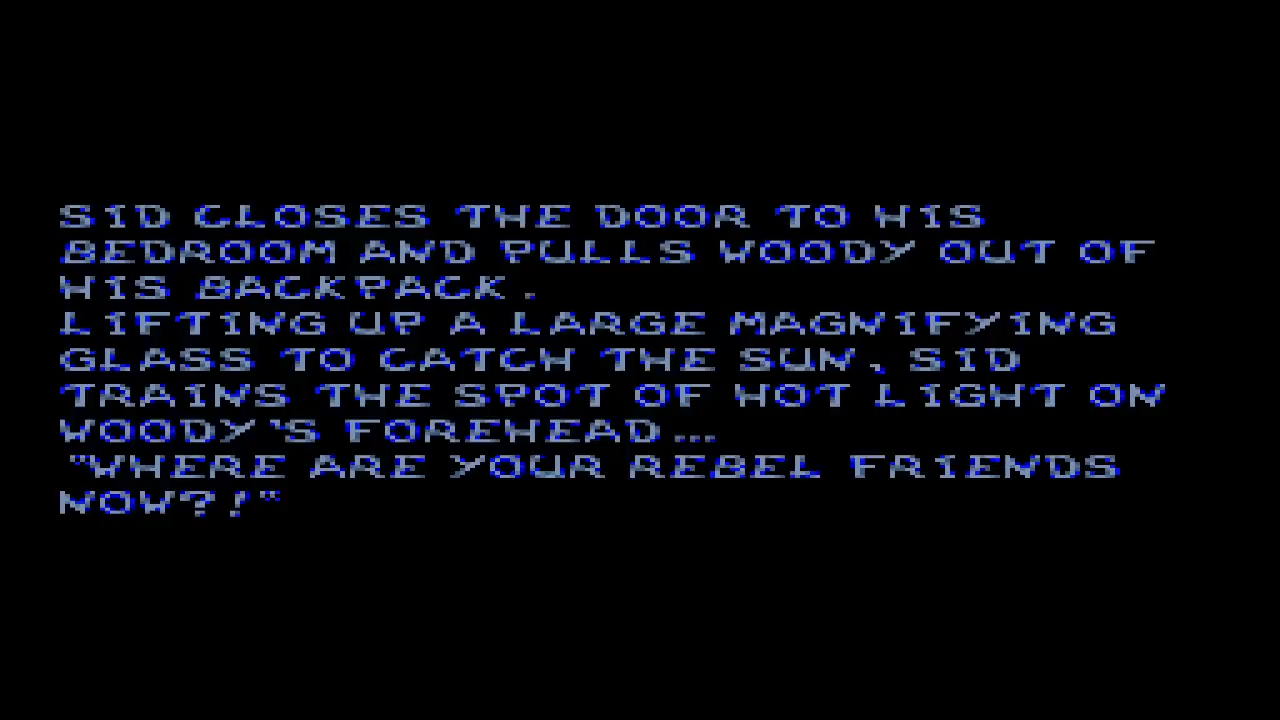 SID CLOSES THE DOOR TO HIS
BEDROOM AND PULLS WOODY OUT OF
HIS BACKPACK.
LIFTING UP A LARGE MAGNIFYING
GLASS TO CATCH THE SUN, SID
TRAINS THE SPOT OF HOT LIGHT ON
WOODY'S FOREHEAD...
"WHERE ARE YOUR REBEL FRIENDS
NOW?!"